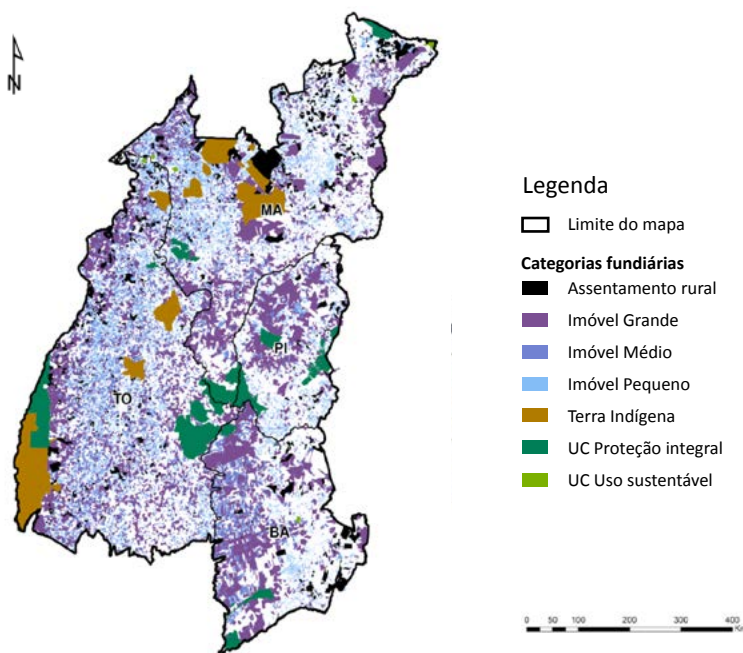 N
MA
PI
TO
BA
Legenda
Limite do mapa
Categorias fundiárias
Assentamento rural
Imóvel Grande
Imóvel Médio
Imóvel Pequeno
Terra Indígena
UC Proteção integral
UC Uso sustentável
0 50 100 200 300 400